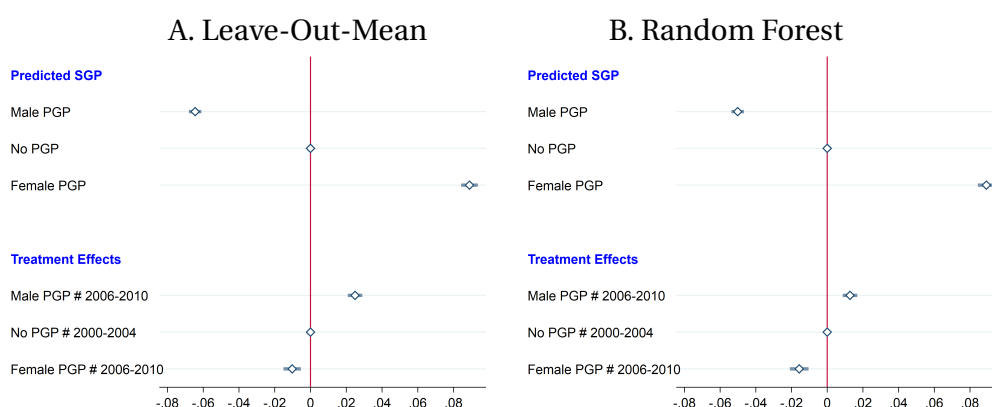 A. Leave-Out-Mean
Predicted SGP
Male PGP
No PGP
Female PGP
Treatment Effects
Male PGP # 2006-2010
No PGP # 2000-2004
Female PGP # 2006-2010
-.08 -.06 -.04 -.02 0 .02 .04 .06 .08
B. Random Forest
Predicted SGP
Male PGP
No PGP
Female PGP
Treatment Effects
Male PGP # 2006-2010
No PGP # 2000-2004
Female PGP # 2006-2010
-.08 -.06 -.04 -.02 0 .02 .04 .06 .08